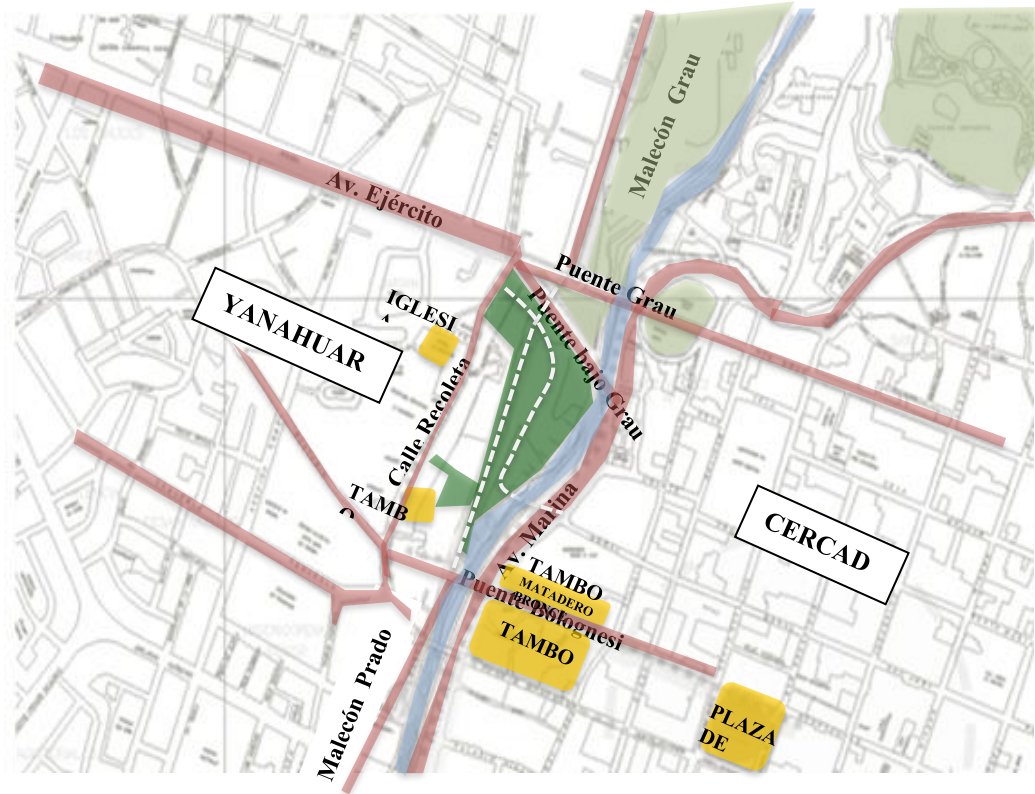 Malecón Grau
Av. Ejército
Puente Grau
YANAHUAR
IGLESI
Puente bajo Grau
Calle Recoleta
TAMB
O
CERCAD
Av. Marina
TAMBO
MATADERO
BRONCE
Puente Bolognesi
TAMBO
Malecón Prado
PLAZA
DE